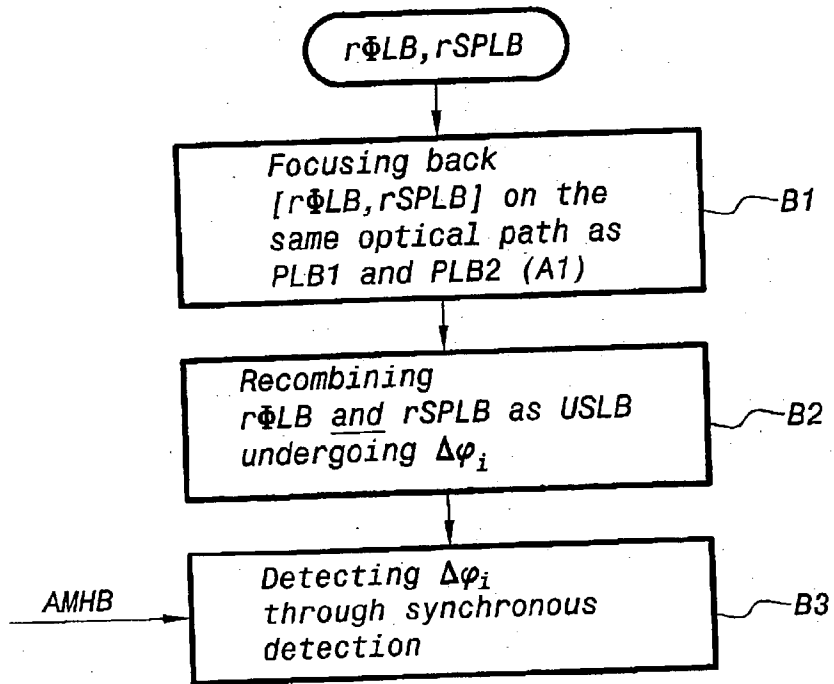 rΦLB, rSPLB
Focusing back
[rΦLB, rSPLB] on the
same optical path as
PLB1 and PLB2 (A1)
B1
Recombining
rΦLB and rSPLB as USLB
undergoing Δφi
B2
AMHB
Detecting Δφi
through synchronous
detection
B3